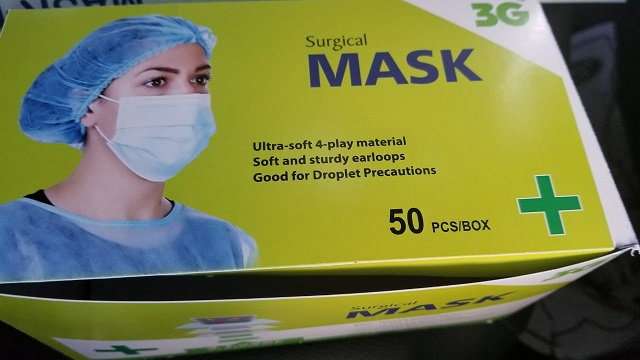 3G
Surgical
MASK
Ultra-soft 4-play material
Soft and sturdy earloops
Good for Droplet Precautions
50 PCS/BOX
3G
Surgical
MASK